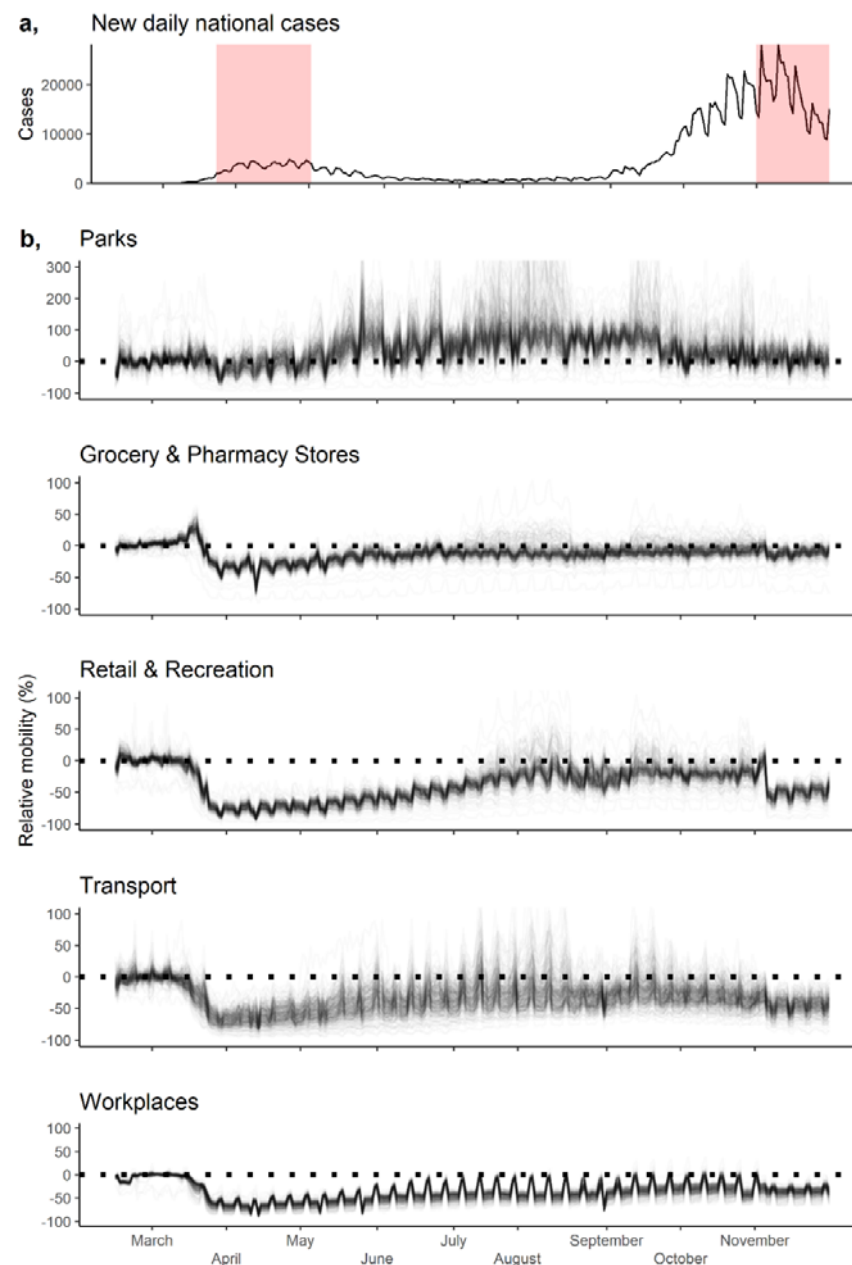 a, New daily national cases
Cases
20000
10000
0
b, Parks
300
200
100
0
-100
Grocery & Pharmacy Stores
100
50
0
-50
-100
Relative mobility (%)
Retail & Recreation
100
50
0
-50
-100
Transport
100
50
0
-50
-100
Workplaces
100
50
0
-50
-100
March May July September November
April June August October